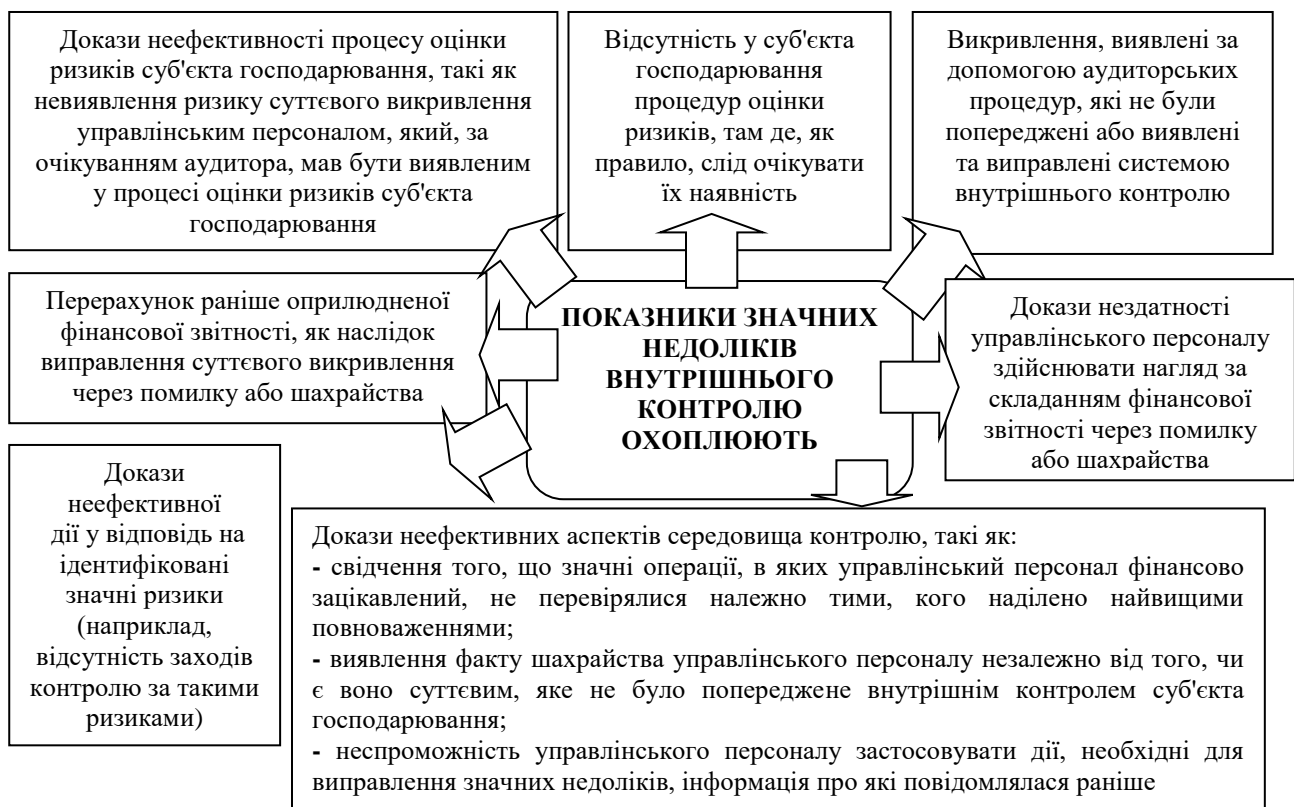 Докази неефективності процесу оцінки
ризиків суб'єкта господарювання, такі як
невиявлення ризику суттєвого викривлення
управлінським персоналом, який, за
очікуванням аудитора, мав бути виявленим
у процесі оцінки ризиків суб'єкта
господарювання
Відсутність у суб'єкта
господарювання
процедур оцінки
ризиків, там де, як
правило, слід очікувати
їх наявність
Викривлення, виявлені за
допомогою аудиторських
процедур, які не були
попереджені або виявлені
та виправлені системою
внутрішнього контролю
Перерахунок раніше оприлюдненої
фінансової звітності, як наслідок
виправлення суттєвого викривлення
через помилку або шахрайства
ПОКАЗНИКИ ЗНАЧНИХ
НЕДОЛІКІВ
ВНУТРІШНЬОГО
КОНТРОЛЮ
ОХОПЛЮЮТЬ
Докази нездатності
управлінського персоналу
здійснювати нагляд за
складанням фінансової
звітності через помилку
або шахрайства
Докази
неефективної
дії у відповідь на
ідентифіковані
значні ризики
(наприклад,
відсутність заходів
контролю за такими
ризиками)
Докази неефективних аспектів середовища контролю, такі як:
- свідчення того, що значні операції, в яких управлінський персонал фінансово
зацікавлений, не перевірялися належно тими, кого наділено найвищими
повноваженнями;
- виявлення факту шахрайства управлінського персоналу незалежно від того, чи
є воно суттєвим, яке не було попереджене внутрішнім контролем суб'єкта
господарювання;
- неспроможність управлінського персоналу застосовувати дії, необхідні для
виправлення значних недоліків, інформація про які повідомлялася раніше